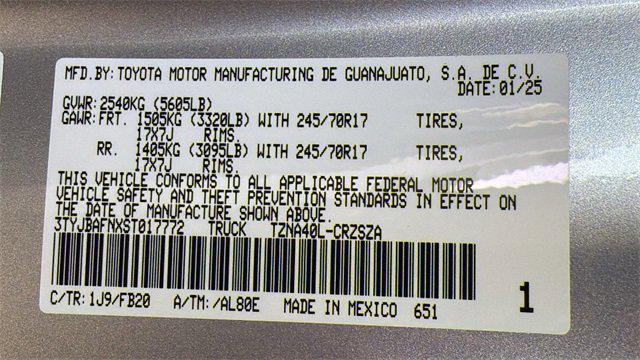 MFD.BY: TOYOTA MOTOR MANUFACTURING DE GUANAJUATO, S.A. DE C.V.
DATE: 01/25
GVWR: 2540KG (5605LB)
GAWR: FRT. 1505KG (3320LB) WITH 245/70R17 TIRES,
17X7J RIMS.
RR. 1405KG (3095LB) WITH 245/70R17 TIRES,
17X7J RIMS.
THIS VEHICLE CONFORMS TO ALL APPLICABLE FEDERAL MOTOR
VEHICLE SAFETY AND THEFT PREVENTION STANDARDS IN EFFECT ON
THE DATE OF MANUFACTURE SHOWN ABOVE.
3TYJBAFNXST017772 TRUCK TZNA40L-CRZSZA
C/TR: 1J9/FB20 A/TM: /AL80E MADE IN MEXICO 651 1